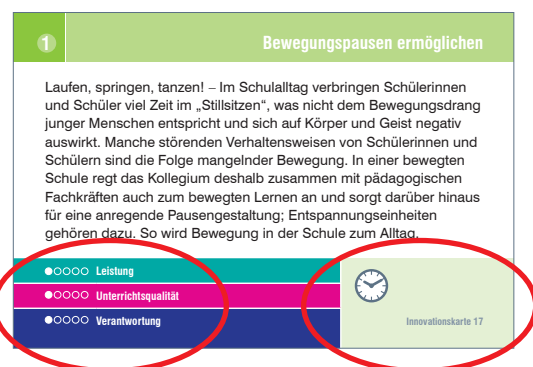 1
Bewegungspausen ermöglichen
Laufen, springen, tanzen! – Im Schulalltag verbringen Schülerinnen
und Schüler viel Zeit im „Stillsitzen“, was nicht dem Bewegungsdrang
junger Menschen entspricht und sich auf Körper und Geist negativ
auswirkt. Manche störenden Verhaltensweisen von Schülerinnen und
Schülern sind die Folge mangelnder Bewegung. In einer bewegten
Schule regt das Kollegium deshalb zusammen mit pädagogischen
Fachkräften auch zum bewegten Lernen an und sorgt darüber hinaus
für eine anregende Pausengestaltung; Entspannungseinheiten
gehören dazu. So wird Bewegung in der Schule zum Alltag.
Leistung
Unterrichtsqualität
Verantwortung
Innovationskarte 17